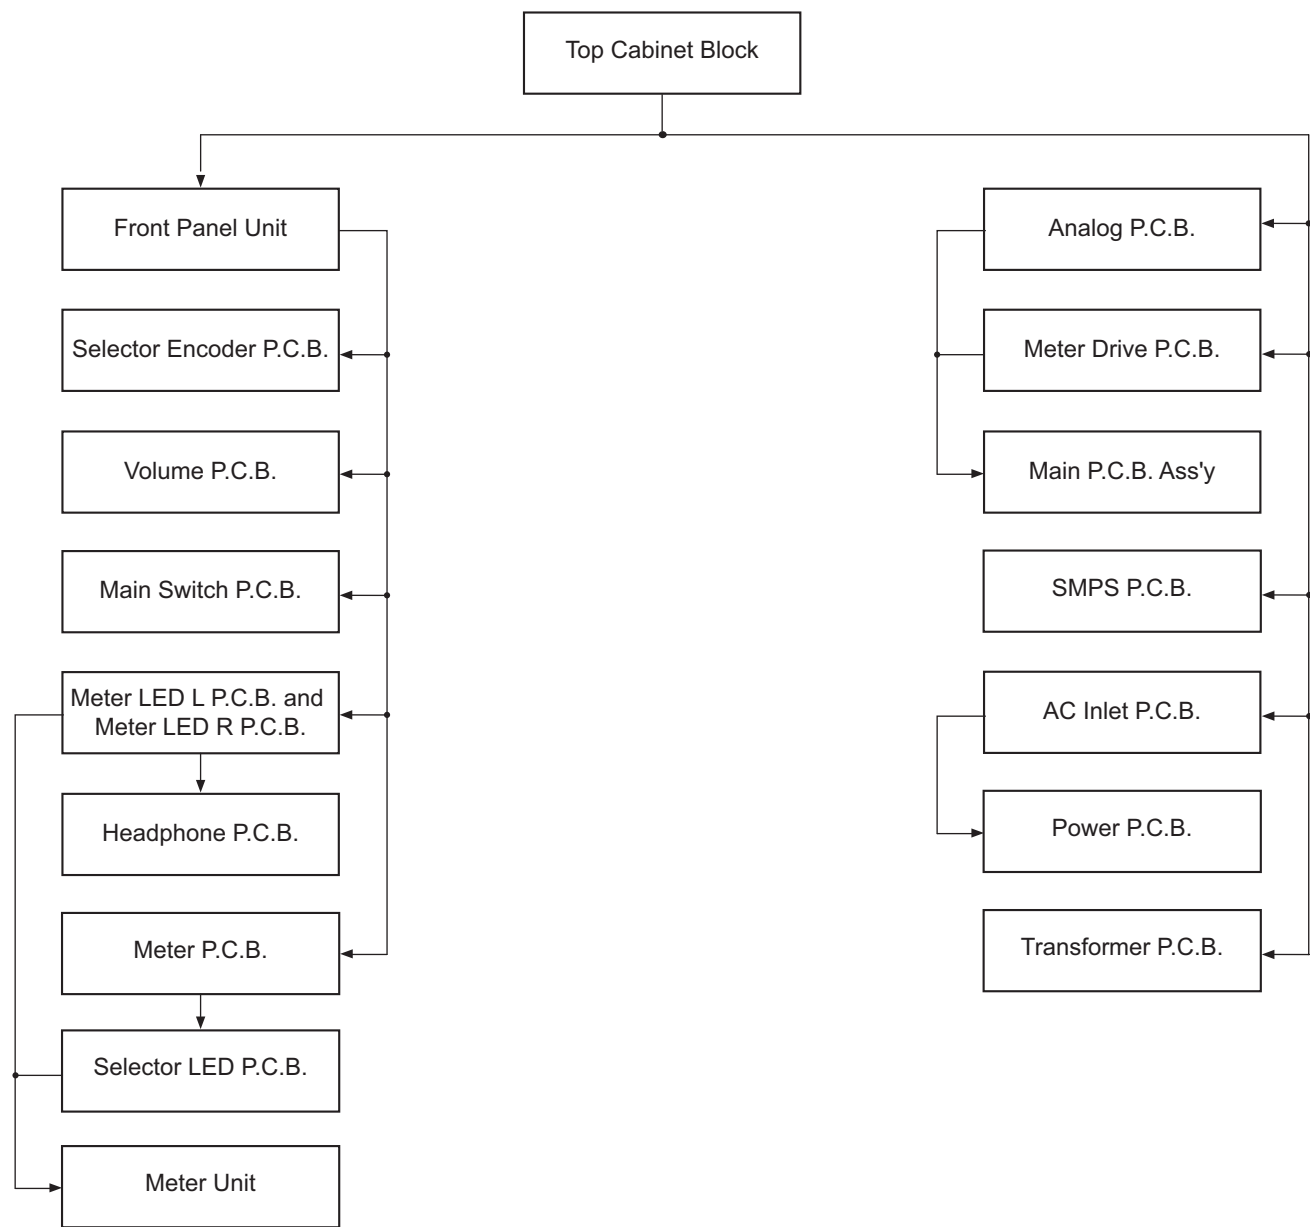 Top Cabinet Block
Front Panel Unit
Selector Encoder P.C.B.
Volume P.C.B.
Main Switch P.C.B.
Meter LED L P.C.B. and
Meter LED R P.C.B.
Headphone P.C.B.
Meter P.C.B.
Selector LED P.C.B.
Meter Unit
Analog P.C.B.
Meter Drive P.C.B.
Main P.C.B. Ass'y
SMPS P.C.B.
AC Inlet P.C.B.
Power P.C.B.
Transformer P.C.B.